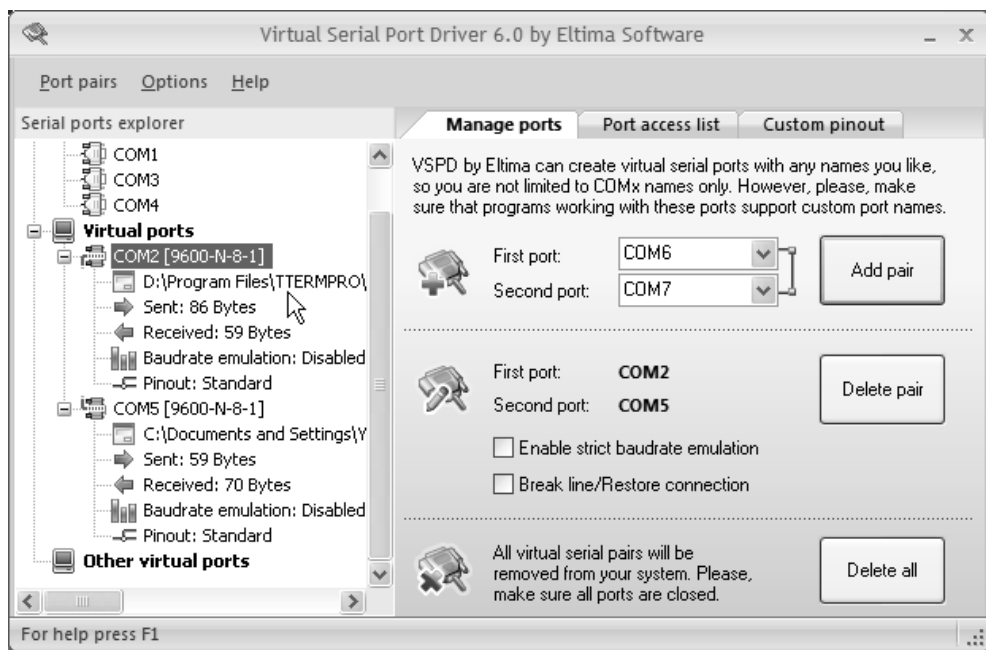 Virtual Serial Port Driver 6.0 by Eltima Software
Port pairs Options Help
Serial ports explorer
COM1
COM3
COM4
Virtual ports
COM2 [9600-N-8-1]
D:\Program Files\TTERMPRO\
Sent: 86 Bytes
Received: 59 Bytes
Baudrate emulation: Disabled
Pinout: Standard
COM5 [9600-N-8-1]
C:\Documents and Settings\Y
Sent: 59 Bytes
Received: 70 Bytes
Baudrate emulation: Disabled
Pinout: Standard
Other virtual ports
Manage ports Port access list Custom pinout
VSPD by Eltima can create virtual serial ports with any names you like,
so you are not limited to COMx names only. However, please, make
sure that programs working with these ports support custom port names.
First port: COM6
Second port: COM7
Add pair
First port: COM2
Second port: COM5
Delete pair
Enable strict baudrate emulation
Break line/Restore connection
All virtual serial pairs will be
removed from your system. Please,
make sure all ports are closed.
Delete all
For help press F1